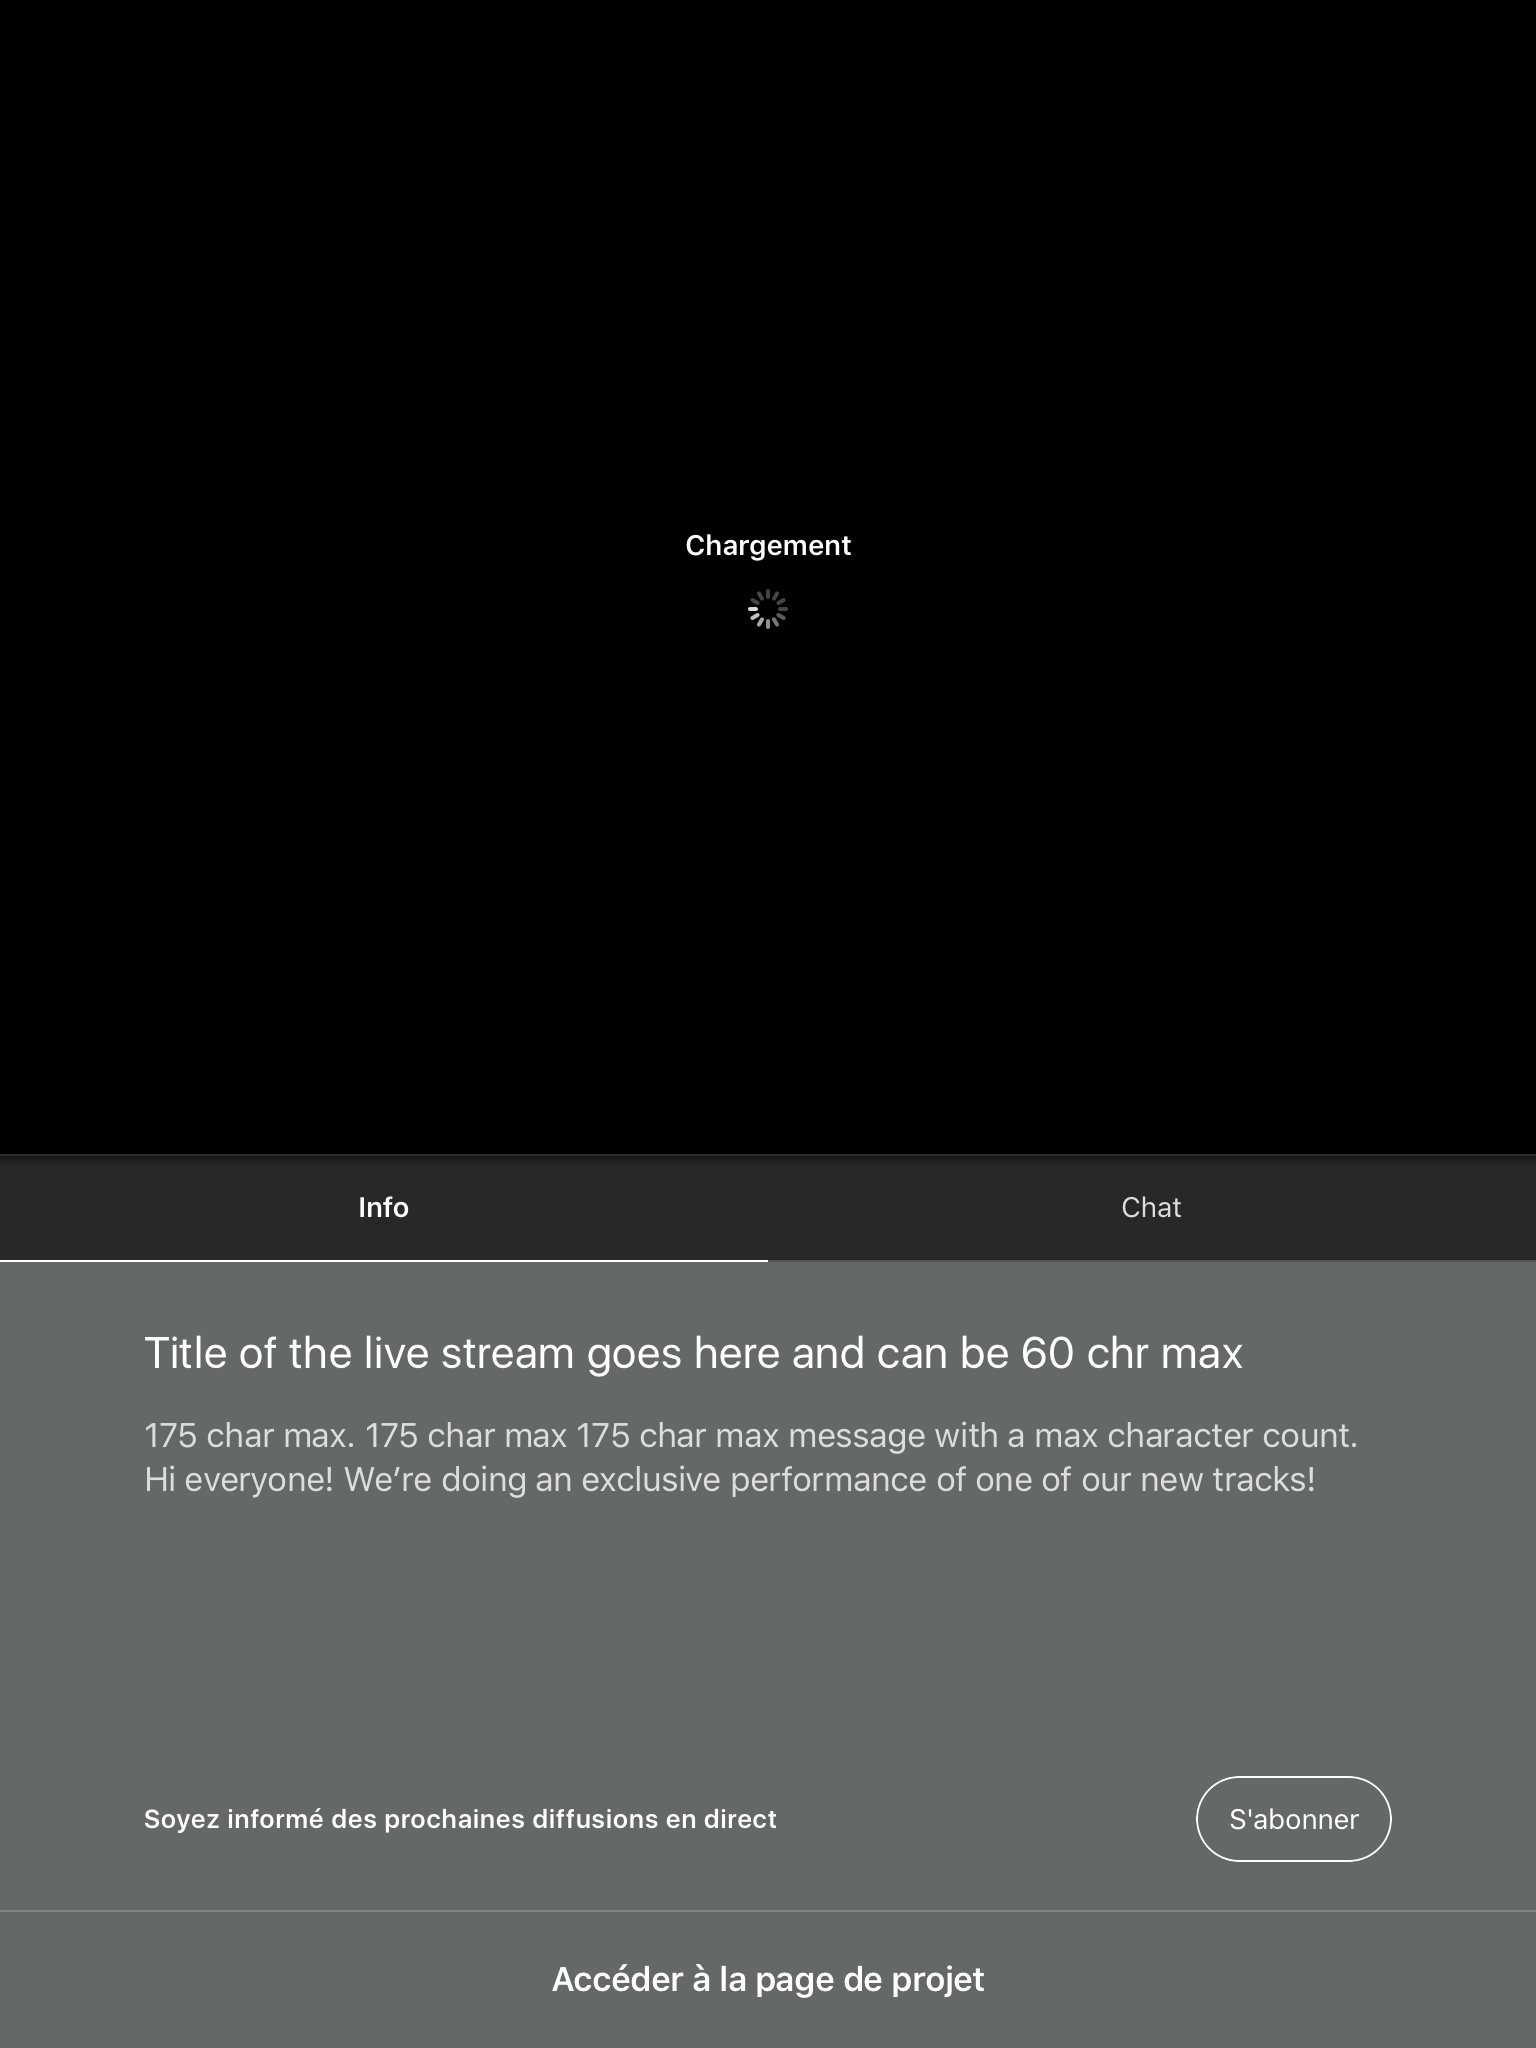 Chargement
Info
Chat
Title of the live stream goes here and can be 60 chr max
175 char max. 175 char max 175 char max message with a max character count.
Hi everyone! We’re doing an exclusive performance of one of our new tracks!
Soyez informé des prochaines diffusions en direct
S'abonner
Accéder à la page de projet